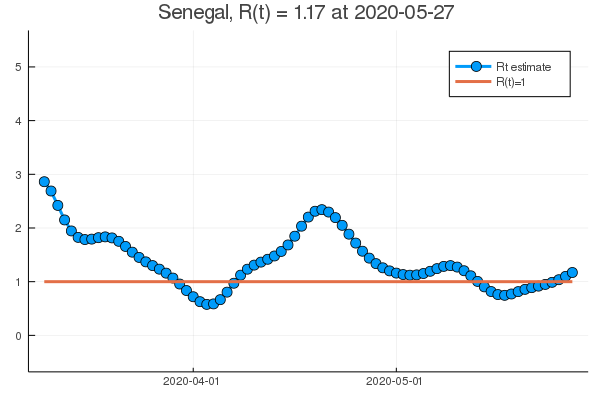 Senegal, R(t) = 1.17 at 2020-05-27
Rt estimate
R(t)=1
5
4
3
2
1
0
2020-04-01
2020-05-01